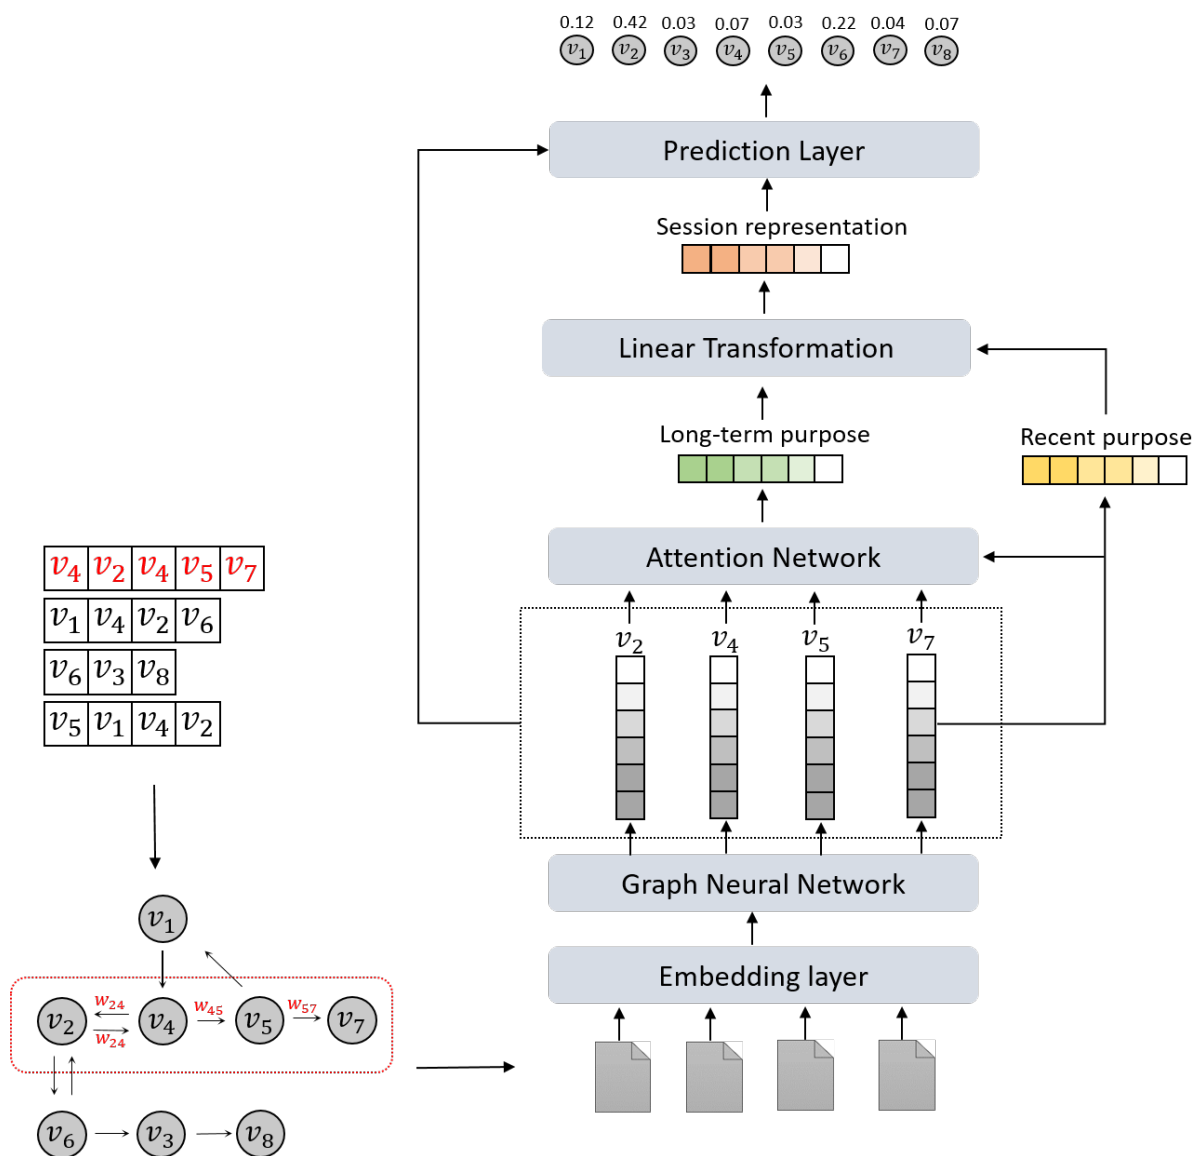 0.12 0.42 0.03 0.07 0.03 0.22 0.04 0.07
v1 v2 v3 v4 v5 v6 v7 v8
Prediction Layer
Session representation
Linear Transformation
Long-term purpose
Recent purpose
Attention Network
v2 v4 v5 v7
Graph Neural Network
Embedding layer
v4 v2 v4 v5 v7
v1 v4 v2 v6
v6 v3 v8
v5 v1 v4 v2
v1
w24 w45 w57
v2 v4 v5 v7
w24
v6 v3 v8